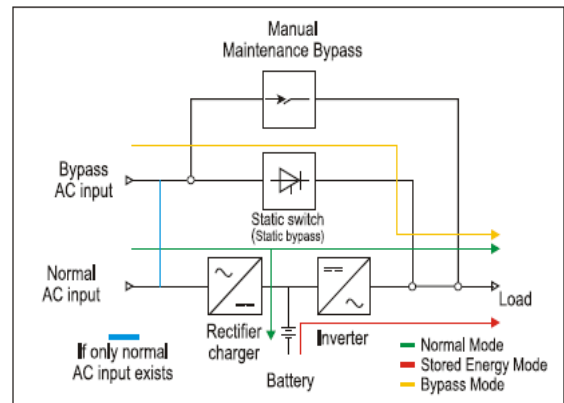 Manual
Maintenance Bypass
Bypass
AC input
Static switch
(Static bypass)
Normal
AC input
Load
Rectifier
charger
Inverter
If only normal
AC input exists
Battery
Normal Mode
Stored Energy Mode
Bypass Mode